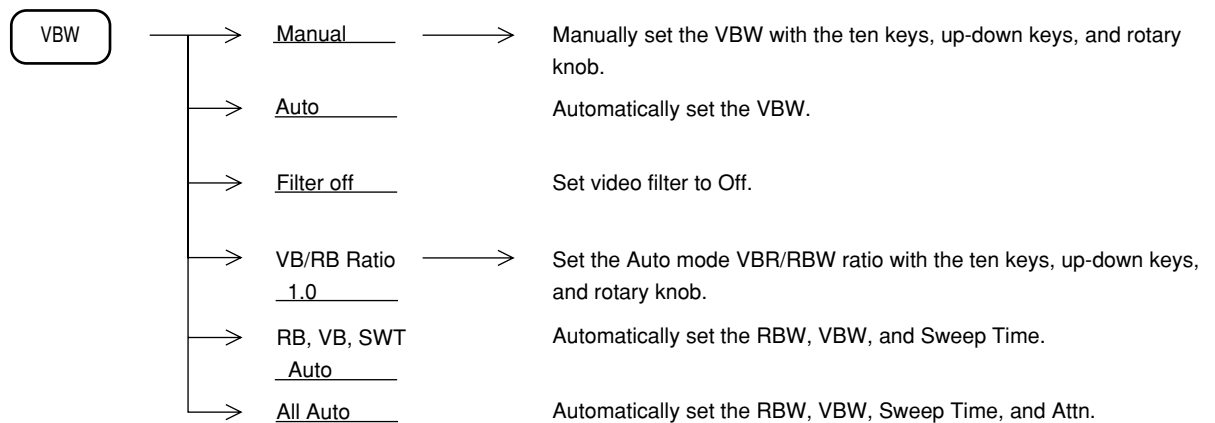 VBW
Manual
Manually set the VBW with the ten keys, up-down keys, and rotary
knob.
Auto
Automatically set the VBW.
Filter off
Set video filter to Off.
VB/RB Ratio
1.0
Set the Auto mode VBR/RBW ratio with the ten keys, up-down keys,
and rotary knob.
RB, VB, SWT
Auto
Automatically set the RBW, VBW, and Sweep Time.
All Auto
Automatically set the RBW, VBW, Sweep Time, and Attn.